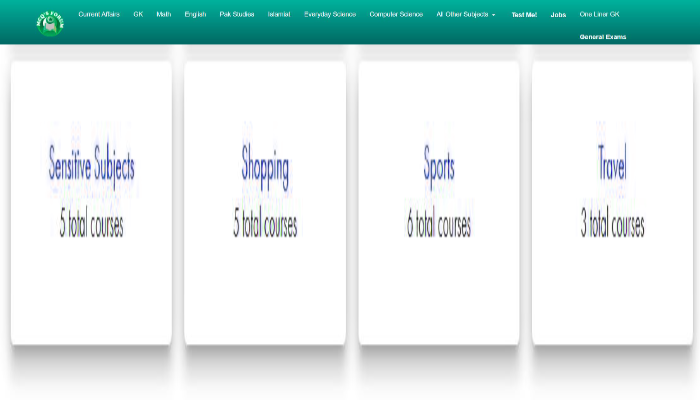 MCQ'S FORUM
Current Affairs GK Math English Pak Studies Islamiat Everyday Science Computer Science All Other Subjects Test Me! Jobs One Liner GK
General Exams
Sensitive Subjects
5 total courses
Shopping
5 total courses
Sports
6 total courses
Travel
3 total courses